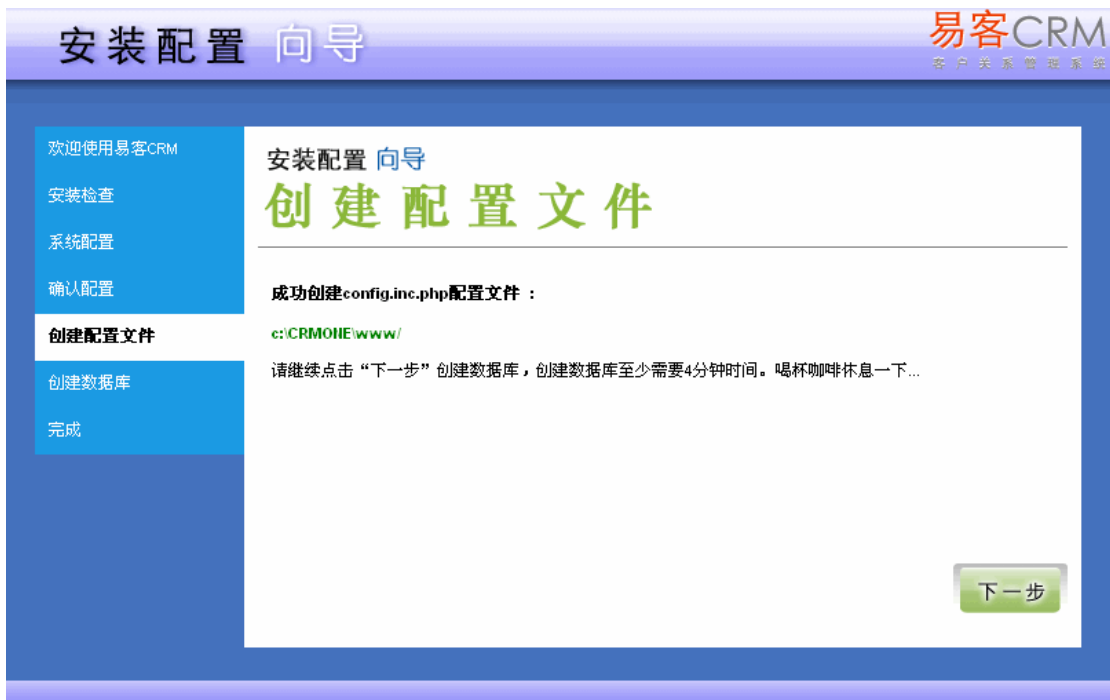 安装配置 向导
易客CRM
客户关系管理系统
欢迎使用易客CRM
安装检查
系统配置
确认配置
创建配置文件
创建数据库
完成
安装配置 向导
创建配置文件
成功创建config.inc.php配置文件：
c:\CRMONE\www/
请继续点击“下一步”创建数据库，创建数据库至少需要4分钟时间。喝杯咖啡休息一下...
下一步